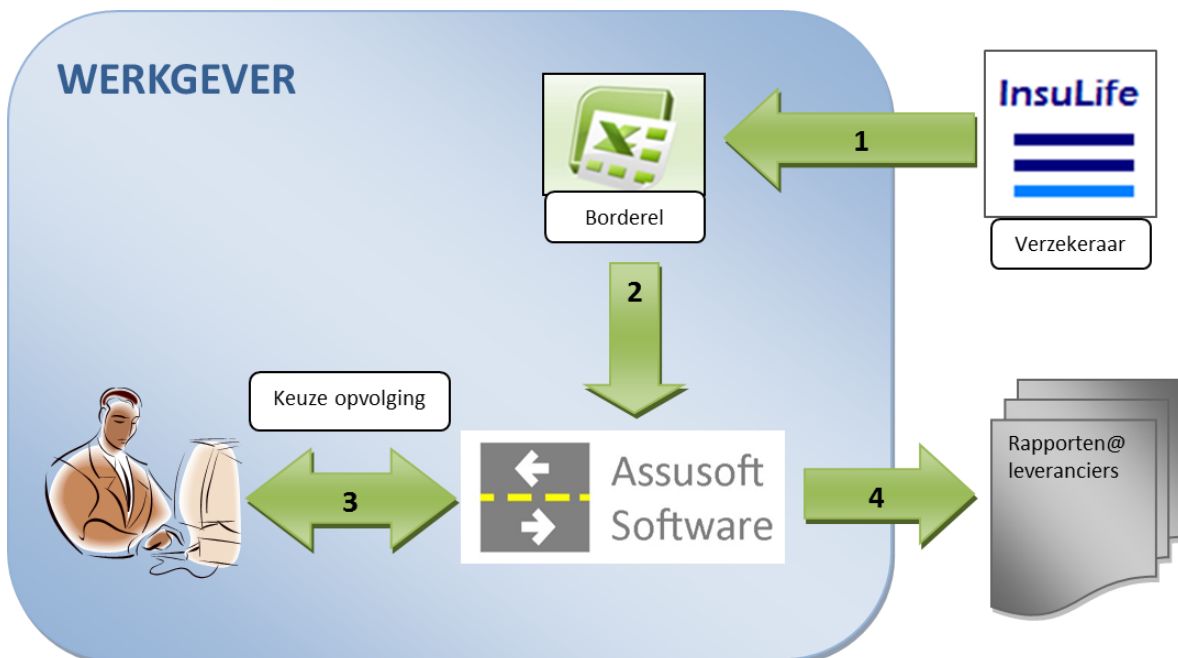 WERKGEVER
InsuLife
1
Borderel
Verzekeraar
2
Keuze opvolging
3
Assusoft
Software
4
Rapporten@
leveranciers